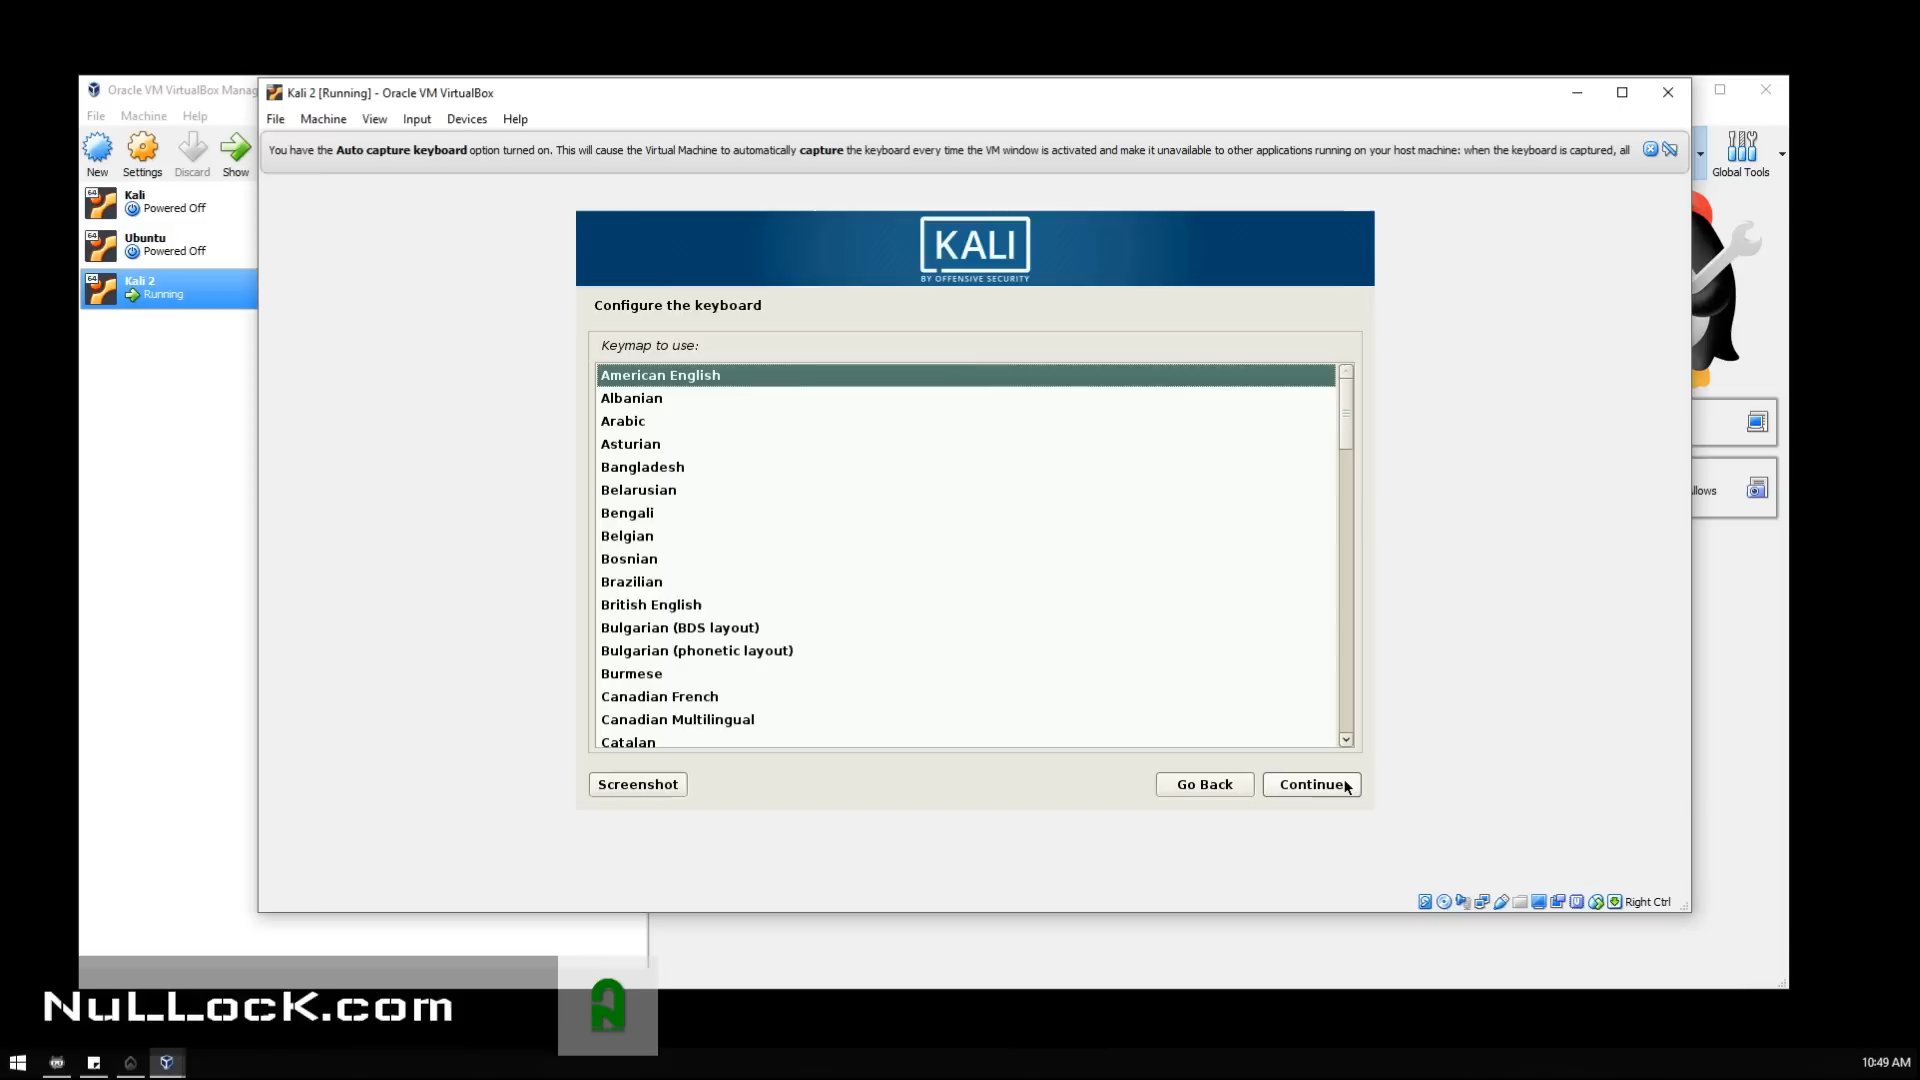 Oracle VM VirtualBox Manag
File Machine Help
New Settings Discard Show
64
Kali
Powered Off
64
Ubuntu
Powered Off
64
Kali 2
Running
Kali 2 [Running] - Oracle VM VirtualBox
File Machine View Input Devices Help
You have the Auto capture keyboard option turned on. This will cause the Virtual Machine to automatically capture the keyboard every time the VM window is activated and make it unavailable to other applications running on your host machine: when the keyboard is captured, all
Global Tools
KALI
BY OFFENSIVE SECURITY
Configure the keyboard
Keymap to use:
American English
Albanian
Arabic
Asturian
Bangladesh
Belarusian
Bengali
Belgian
Bosnian
Brazilian
British English
Bulgarian (BDS layout)
Bulgarian (phonetic layout)
Burmese
Canadian French
Canadian Multilingual
Catalan
Screenshot Go Back Continue
llows
Right Ctrl
NuLLocK.com
10:49 AM